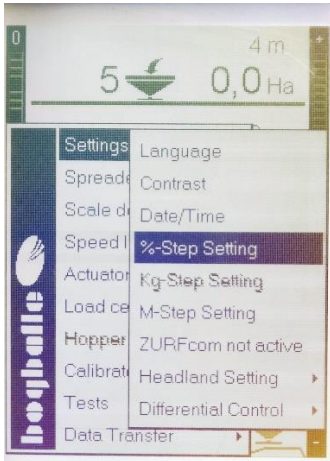 0
4 m
5
0,0 Ha
Settings
Spread
Scale d
Speed l
Actuator
Load ce
Hopper
Calibrat
Tests
Data Transfer
Language
Contrast
Date/Time
%-Step Setting
Kg-Step Setting
M-Step Setting
ZURFcom not active
Headland Setting
Differential Control
bogballe